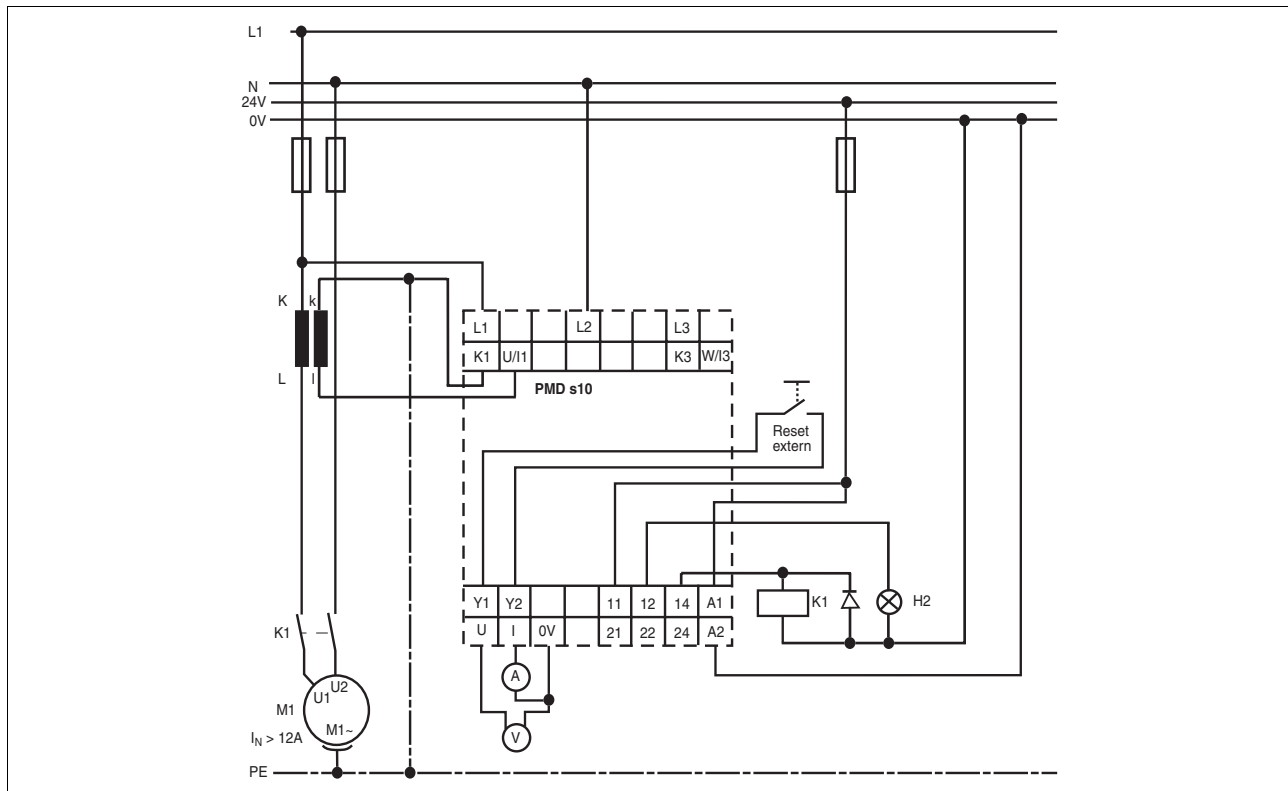 L1
N
24V
0V
K k
L l
L1 L2 L3
K1 U/I1 K3 W/I3
PMD s10
Reset
extern
Y1 Y2 11 12 14 A1
U I 0V 21 22 24 A2
K1
H2
A
V
K1
U1 U2
M1
M1~
IN > 12A
PE